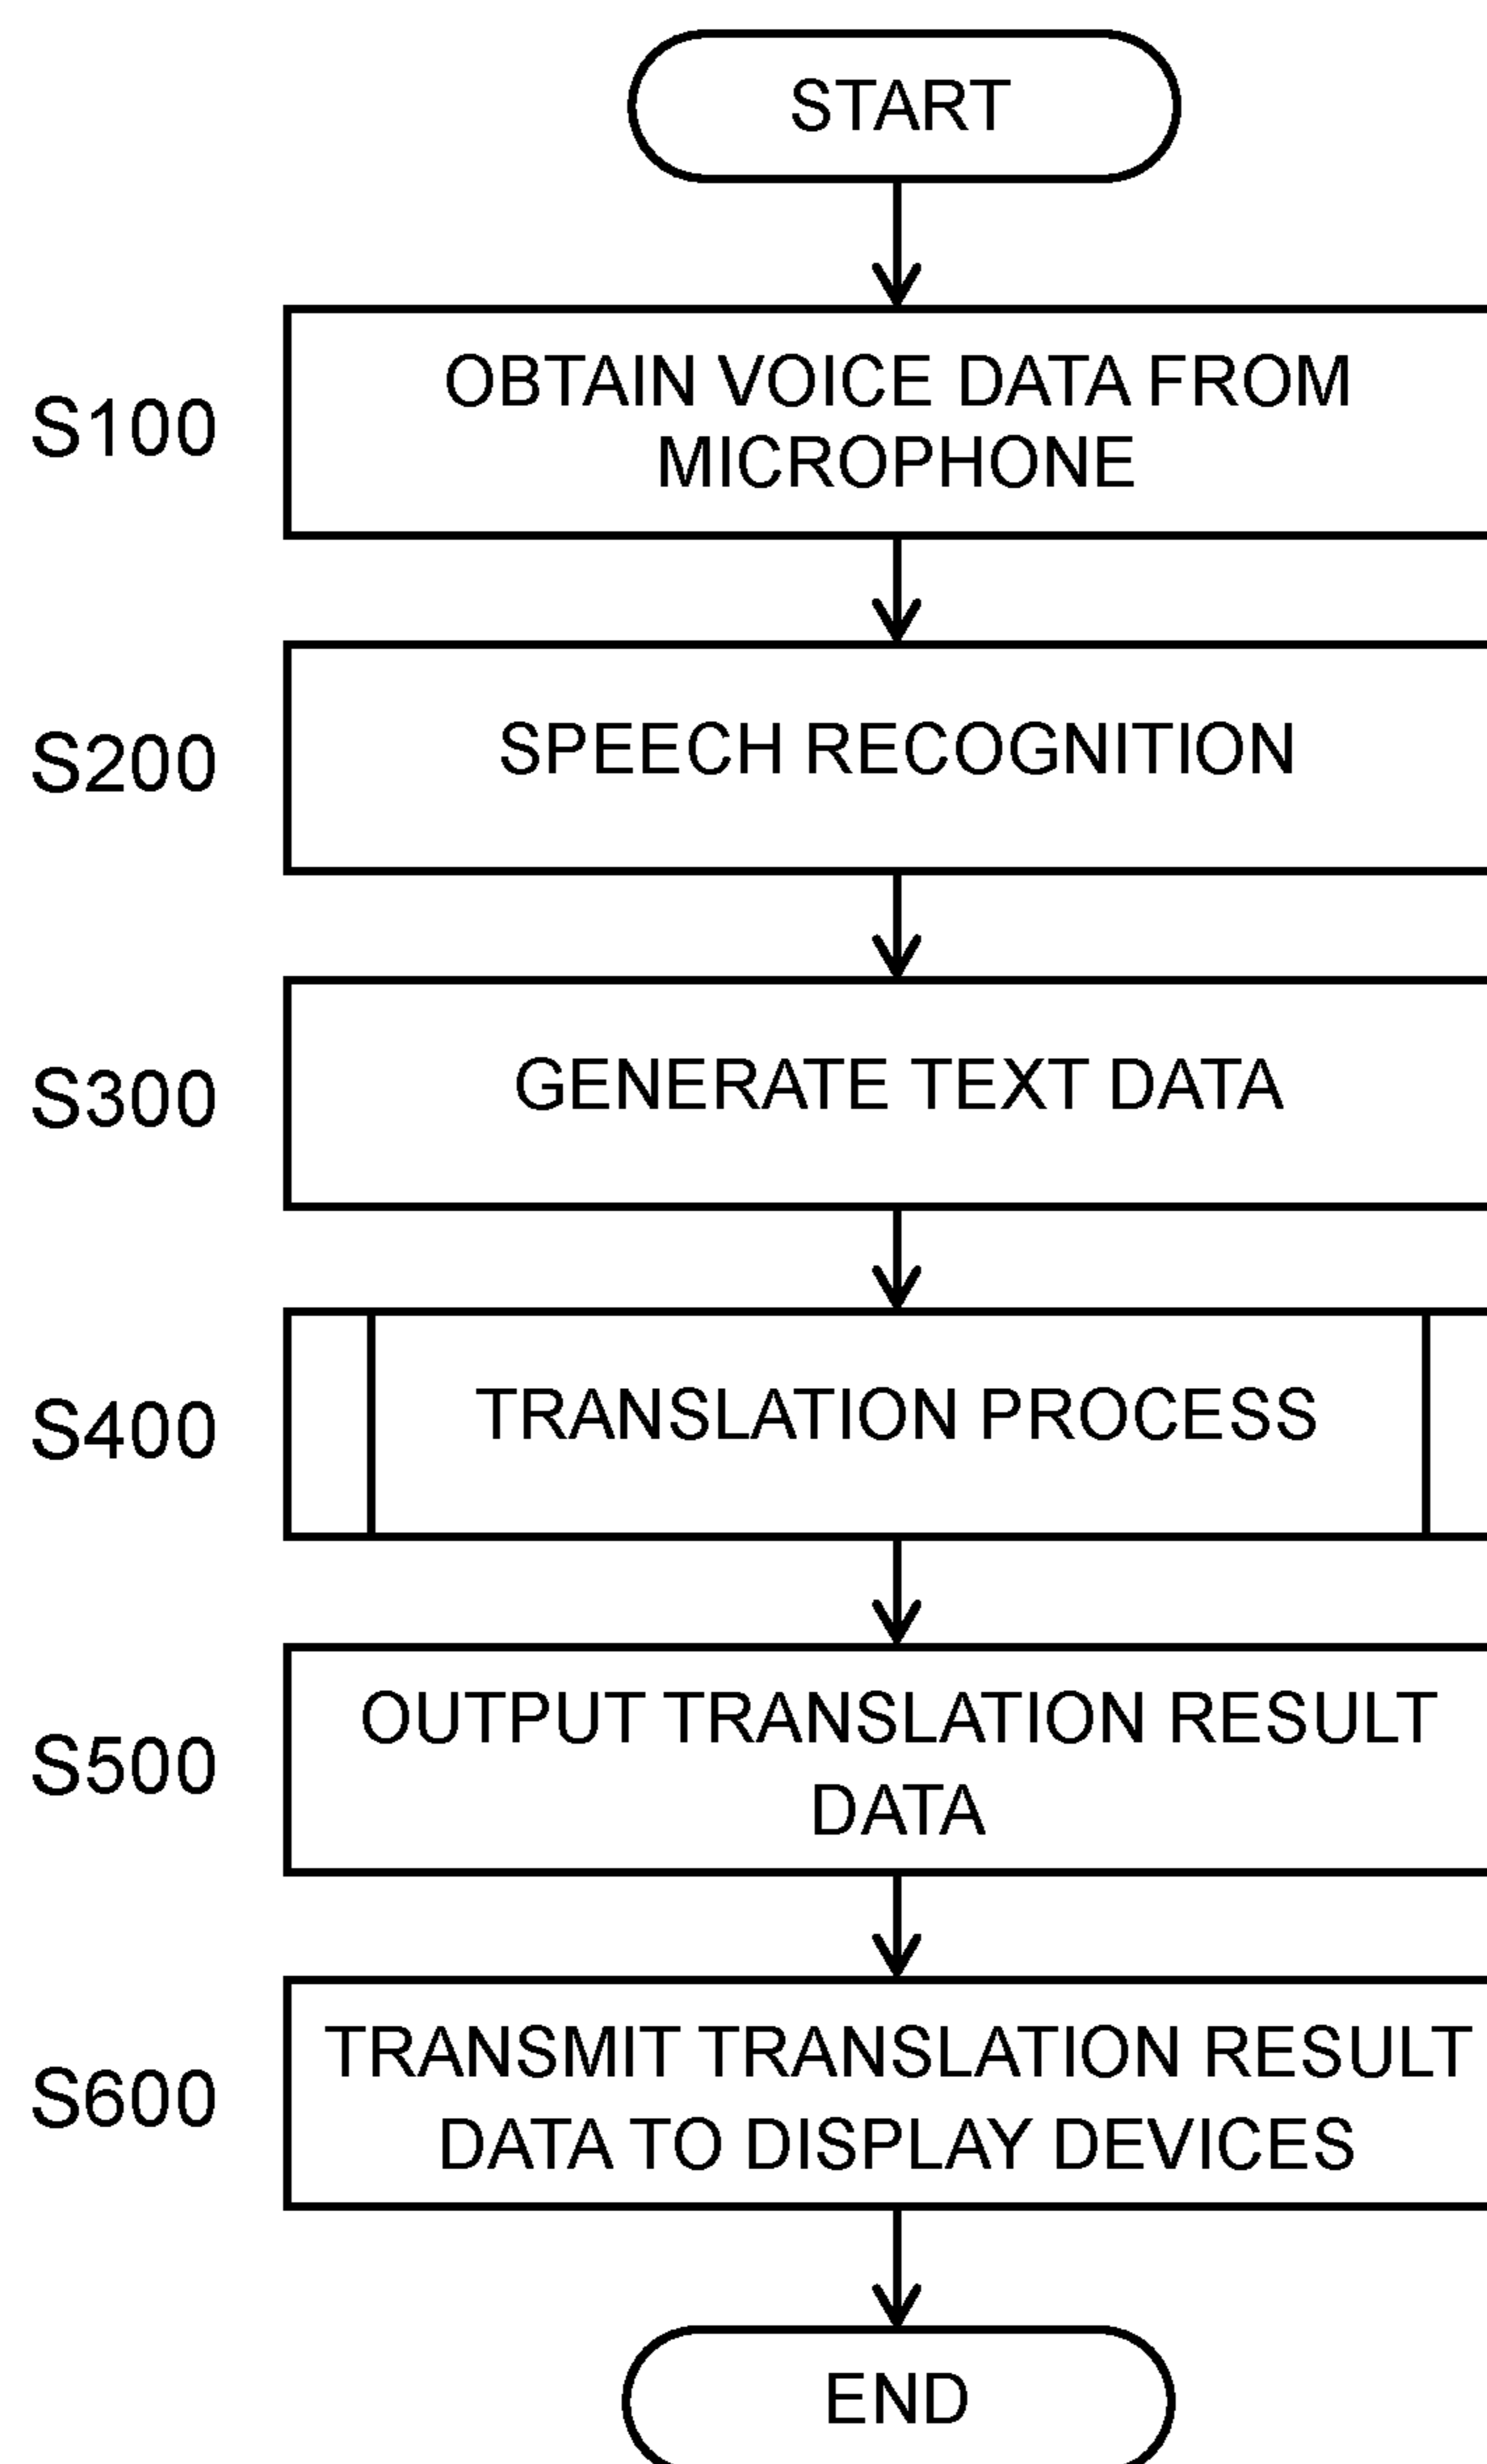 START
S100
OBTAIN VOICE DATA FROM
MICROPHONE
S200
SPEECH RECOGNITION
S300
GENERATE TEXT DATA
S400
TRANSLATION PROCESS
S500
OUTPUT TRANSLATION RESULT
DATA
S600
TRANSMIT TRANSLATION RESULT
DATA TO DISPLAY DEVICES
END